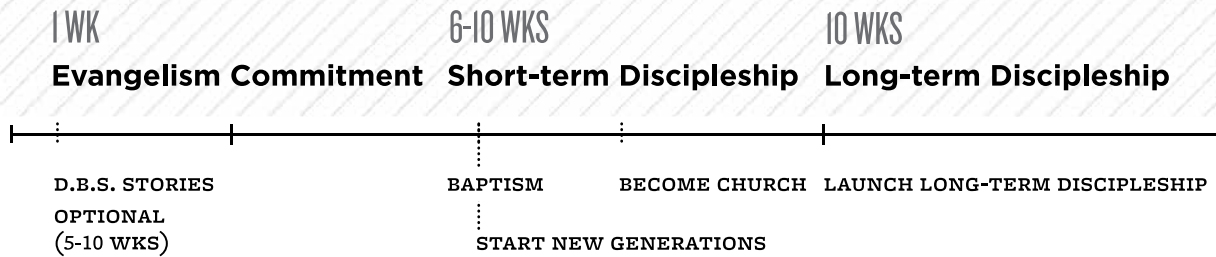 1 WK 6-10 WKS 10 WKS
Evangelism Commitment Short-term Discipleship Long-term Discipleship
D.B.S. STORIES BAPTISM BECOME CHURCH LAUNCH LONG-TERM DISCIPLESHIP
OPTIONAL
(5-10 WKS) START NEW GENERATIONS